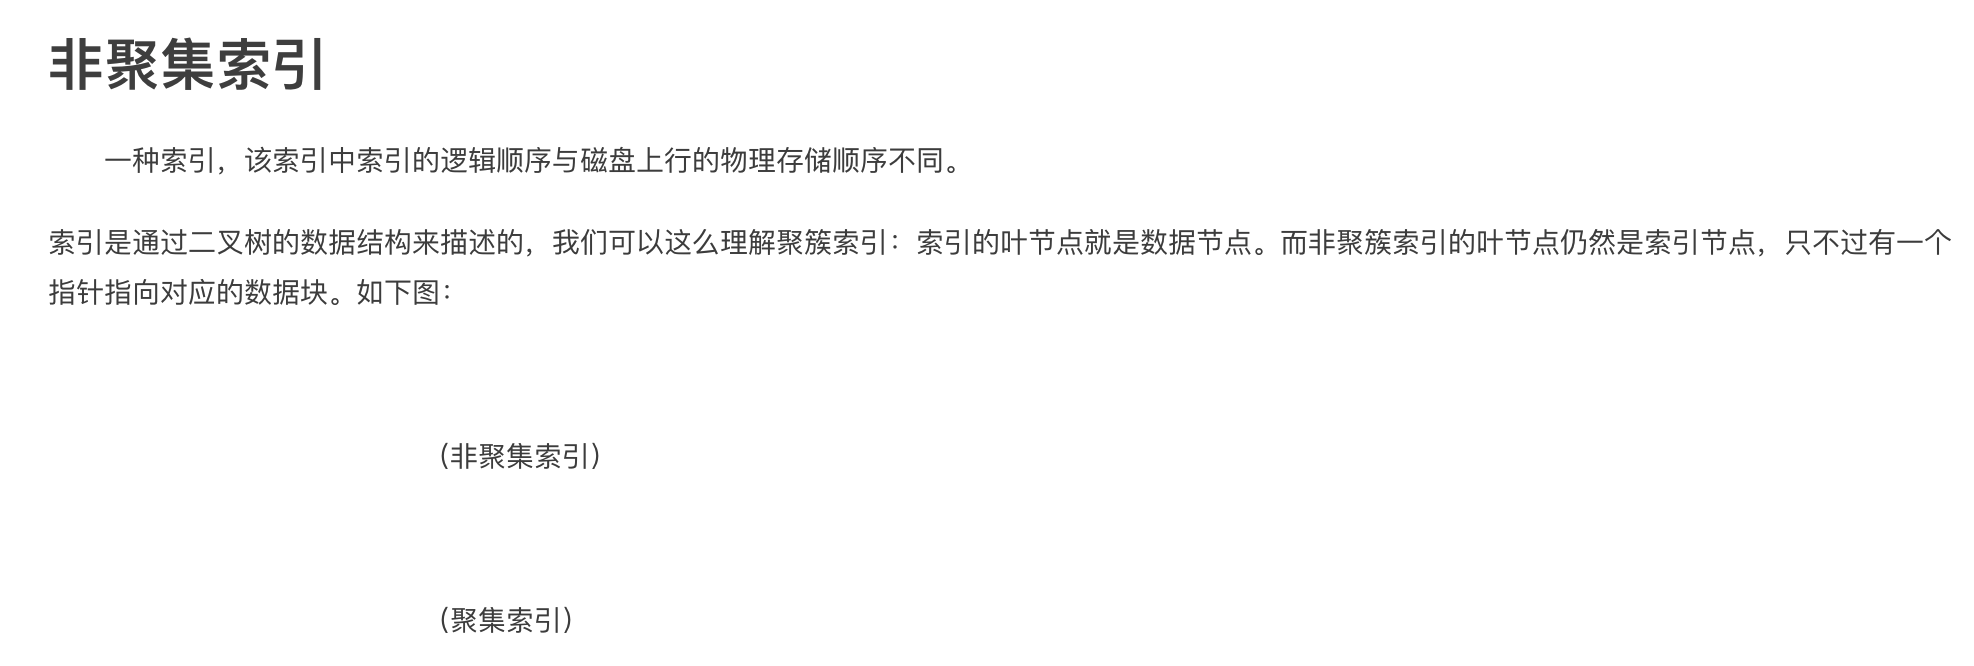 非聚集索引
一种索引，该索引中索引的逻辑顺序与磁盘上行的物理存储顺序不同。
索引是通过二叉树的数据结构来描述的，我们可以这么理解聚簇索引：索引的叶节点就是数据节点。而非聚簇索引的叶节点仍然是索引节点，只不过有一个
指针指向对应的数据块。如下图：
（非聚集索引）
（聚集索引）